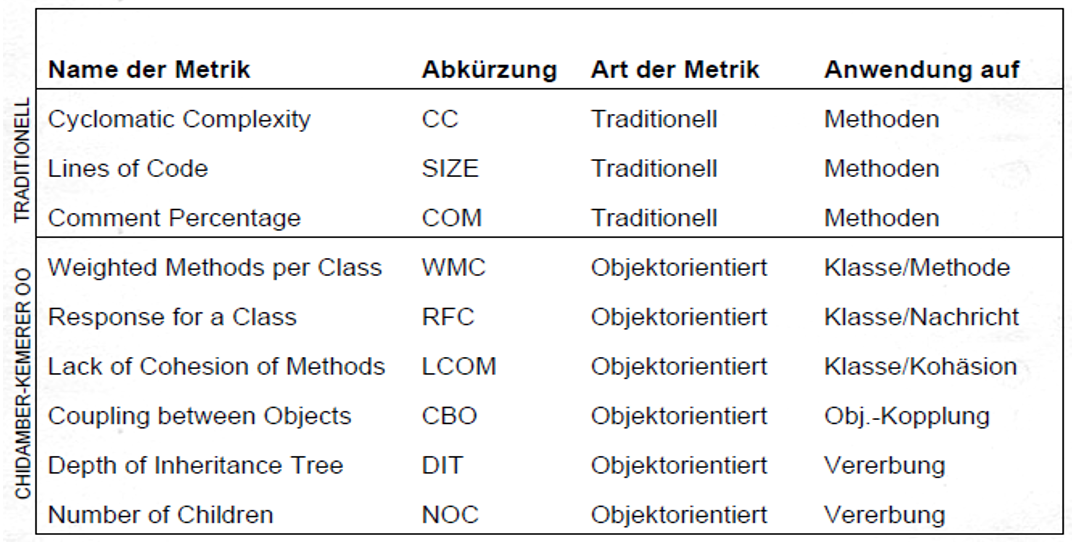 Name der Metrik Abkürzung Art der Metrik Anwendung auf
TRADITIONELL
Cyclomatic Complexity CC Traditionell Methoden
Lines of Code SIZE Traditionell Methoden
Comment Percentage COM Traditionell Methoden
CHIDAMBER-KEMERER OO
Weighted Methods per Class WMC Objektorientiert Klasse/Methode
Response for a Class RFC Objektorientiert Klasse/Nachricht
Lack of Cohesion of Methods LCOM Objektorientiert Klasse/Kohäsion
Coupling between Objects CBO Objektorientiert Obj.-Kopplung
Depth of Inheritance Tree DIT Objektorientiert Vererbung
Number of Children NOC Objektorientiert Vererbung